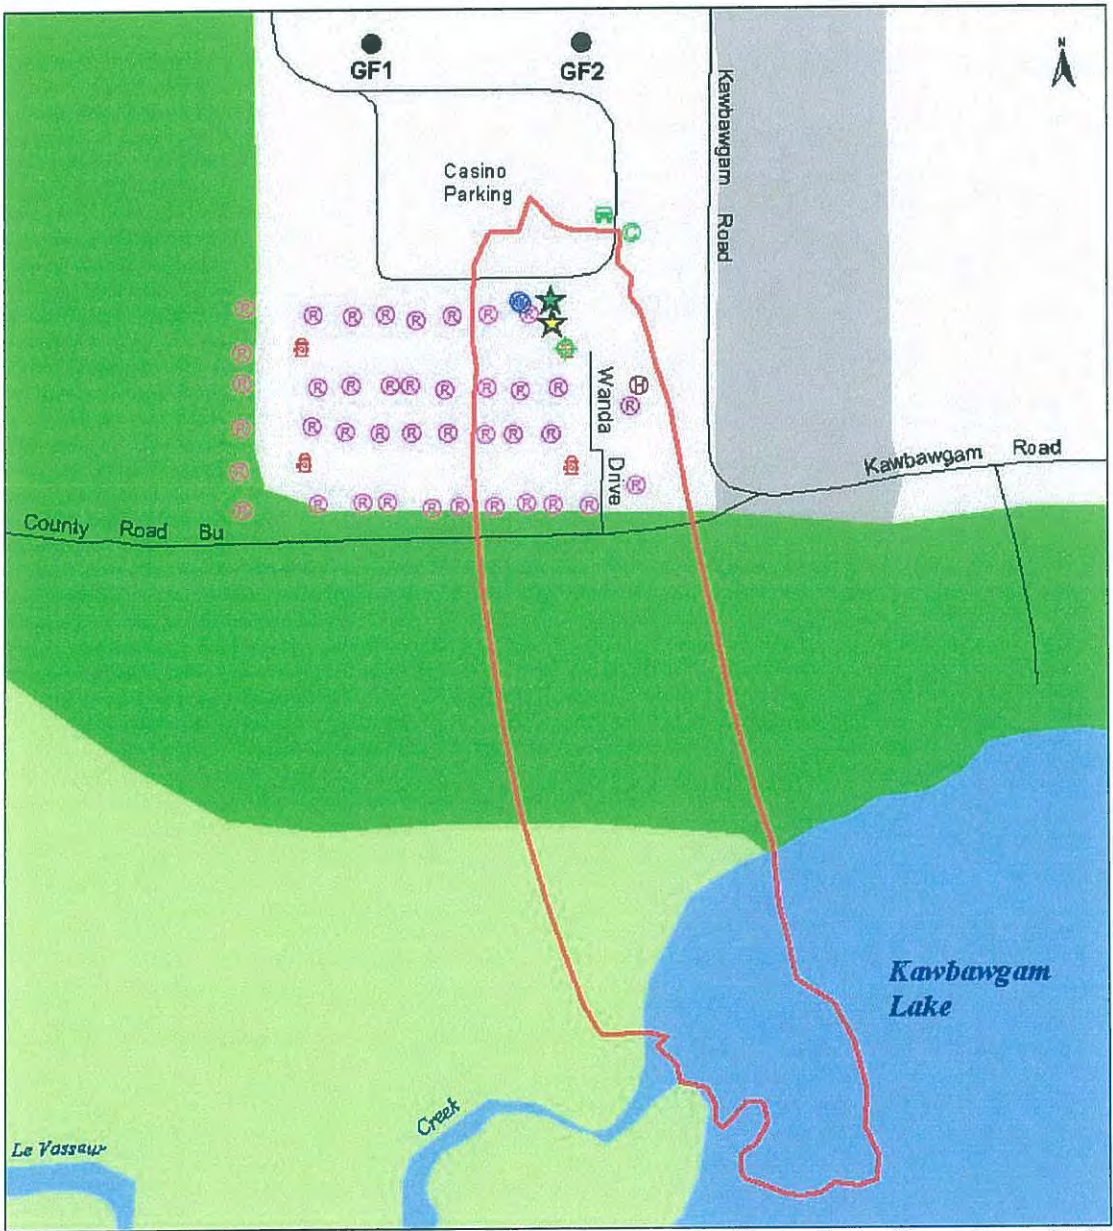 GF1
GF2
N
Casino
Parking
Kawbawgam Road
Wanda Drive
Kawbawgam Road
County Road Bu
Kawbawgam
Lake
Creek
Le Vassaur
C
R R R R R R R R
R R R R R R R R R H
R
R R R R R R R R R
R R
R R R R R R R R R R